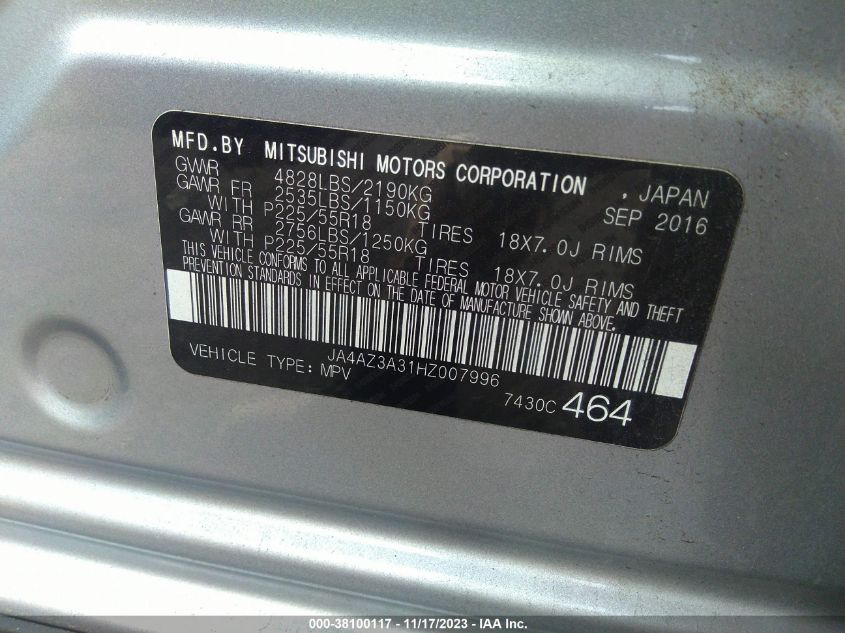 MFD.BY MITSUBISHI MOTORS CORPORATION , JAPAN
GVWR 4828LBS/2190KG SEP 2016
GAWR FR 2535LBS/1150KG
WITH P225/55R18 TIRES 18X7.0J RIMS
GAWR RR 2756LBS/1250KG
WITH P225/55R18 TIRES 18X7.0J RIMS
THIS VEHICLE CONFORMS TO ALL APPLICABLE FEDERAL MOTOR VEHICLE SAFETY AND THEFT
PREVENTION STANDARDS IN EFFECT ON THE DATE OF MANUFACTURE SHOWN ABOVE.
JA4AZ3A31HZ007996
VEHICLE TYPE:MPV 7430C 464
000-38100117 - 11/17/2023 - IAA Inc.